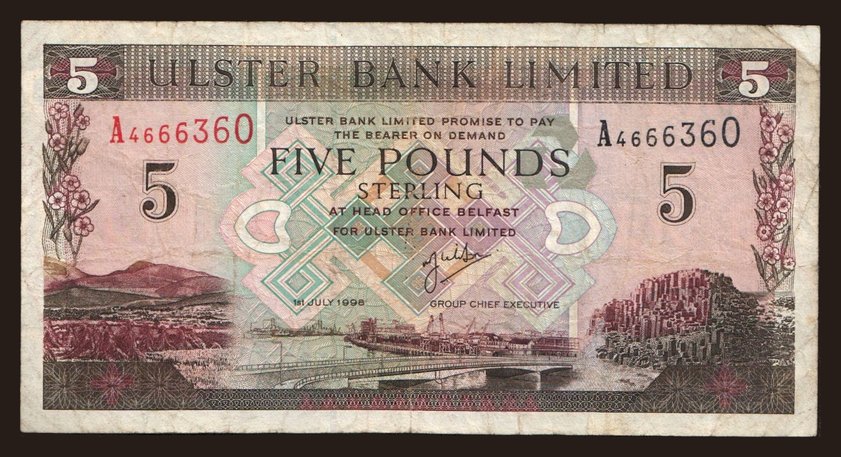 5 ULSTER BANK LIMITED 5
ULSTER BANK LIMITED PROMISE TO PAY
THE BEARER ON DEMAND
A4666360 A4666360
FIVE POUNDS
5 STERLING 5
AT HEAD OFFICE BELFAST
FOR ULSTER BANK LIMITED
1ST JULY 1998 GROUP CHIEF EXECUTIVE